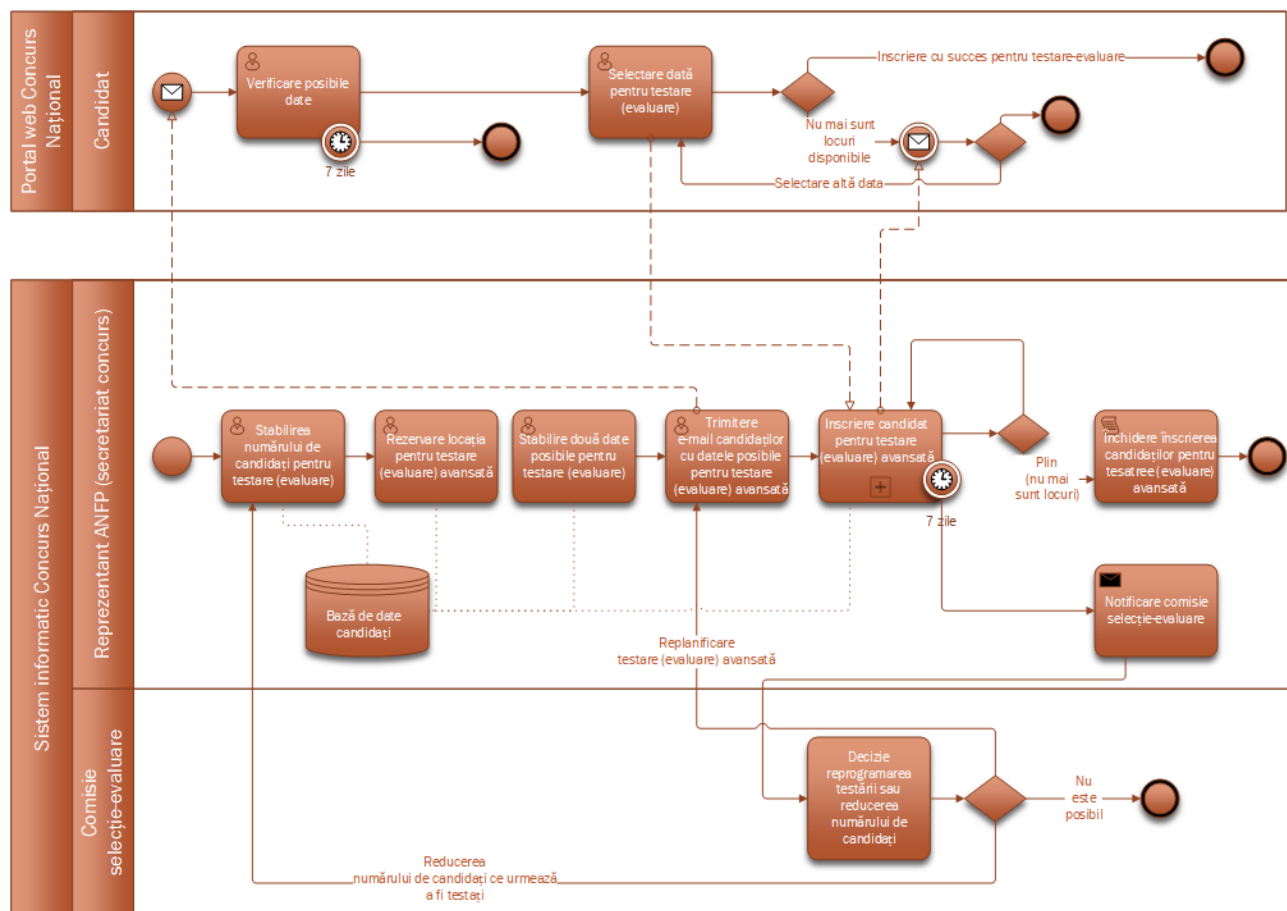 Portal web Concurs
Național
Candidat
Verificare posibile
date
7 zile
Selectare dată
pentru testare
(evaluare)
Inscriere cu succes pentru testare-evaluare
Nu mai sunt
locuri
disponibile
Selectare altă data
Sistem informatic Concurs Național
Reprezentant ANFP (secretariat concurs)
Stabilirea
numărului de
candidați pentru
testare (evaluare)
Rezervare locația
pentru testare
(evaluare) avansată
Stabilire două date
posibile pentru
testare (evaluare)
Trimitere
e-mail candidaților
cu datele posibile
pentru testare
(evaluare) avansată
Inscriere candidat
pentru testare
(evaluare) avansată
7 zile
Plin
(nu mai
sunt locuri)
Închidere înscrierea
candidaților pentru
tesatree (evaluare)
avansată
Bază de date
candidați
Notificare comisie
selecție-evaluare
Replanificare
testare (evaluare) avansată
Comisie
selecție-evaluare
Decizie
reprogramarea
testării sau
reducerea
numărului de
candidați
Nu
este
posibil
Reducerea
numărului de candidați ce urmează
a fi testați